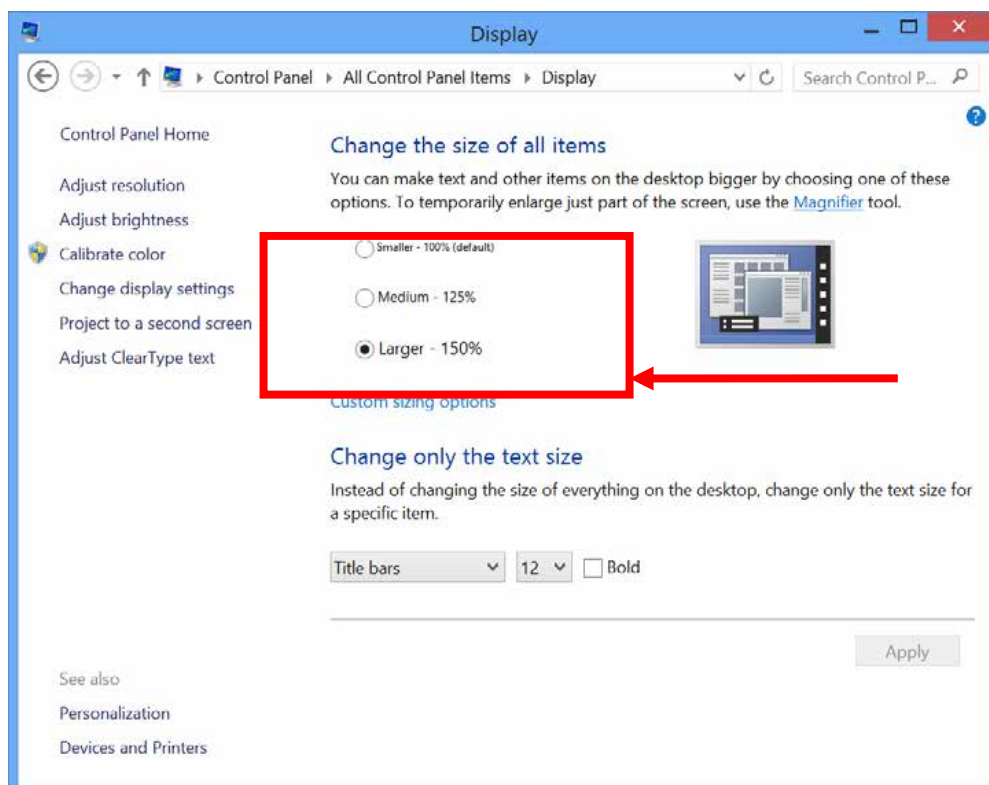 Display
Control Panel All Control Panel Items Display
Search Control P...
Control Panel Home
Adjust resolution
Adjust brightness
Calibrate color
Change display settings
Project to a second screen
Adjust ClearType text
Change the size of all items
You can make text and other items on the desktop bigger by choosing one of these
options. To temporarily enlarge just part of the screen, use the Magnifier tool.
Smaller - 100% (default)
Medium - 125%
Larger - 150%
Custom sizing options
Change only the text size
Instead of changing the size of everything on the desktop, change only the text size for
a specific item.
Title bars 12 Bold
Apply
See also
Personalization
Devices and Printers